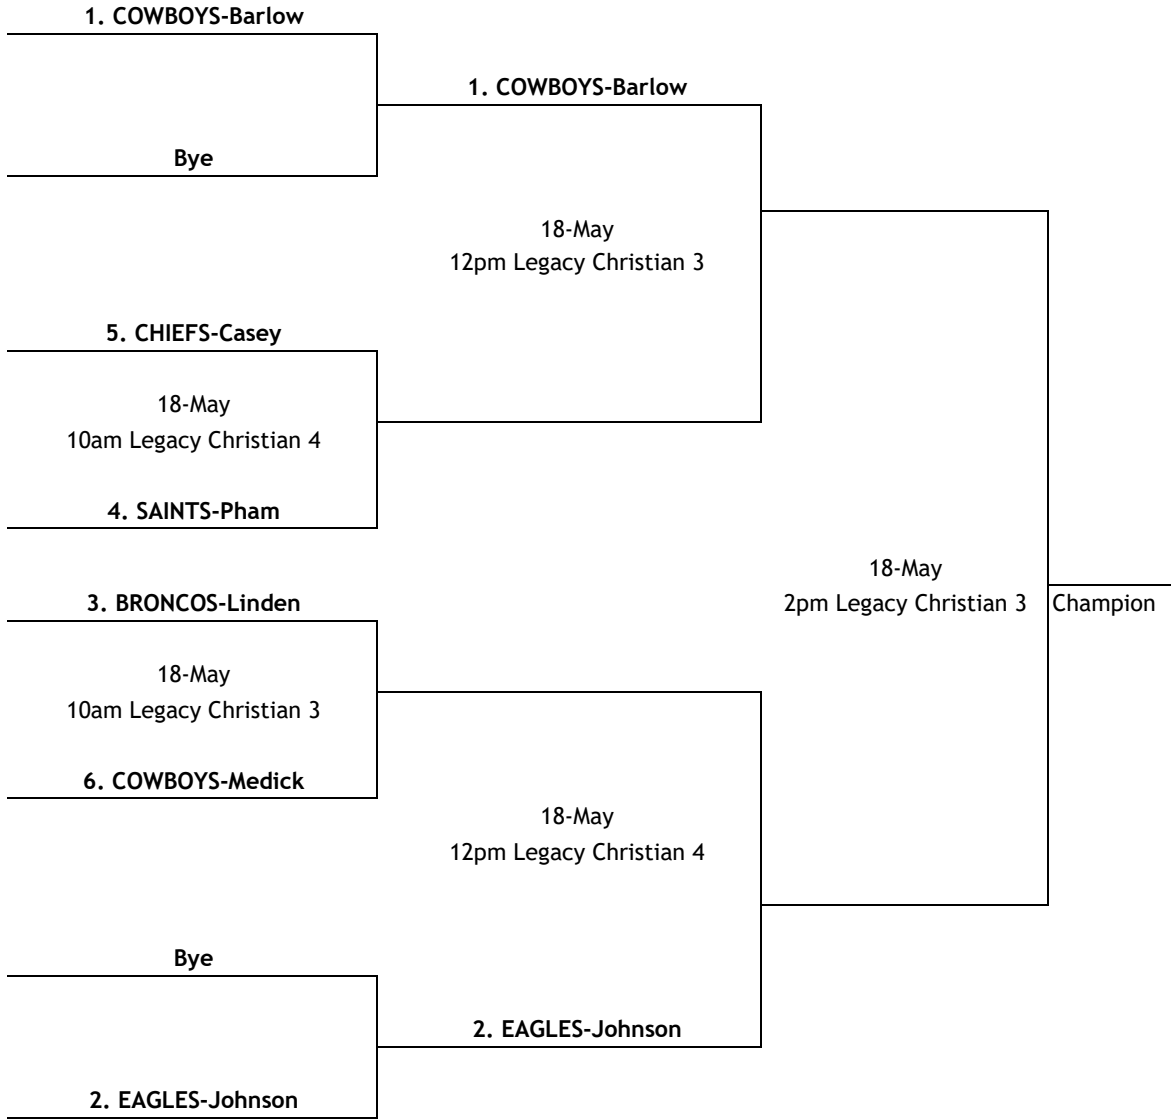 1. COWBOYS-Barlow
1. COWBOYS-Barlow
Bye
18-May
12pm Legacy Christian 3
5. CHIEFS-Casey
18-May
10am Legacy Christian 4
4. SAINTS-Pham
18-May
2pm Legacy Christian 3
Champion
3. BRONCOS-Linden
18-May
10am Legacy Christian 3
6. COWBOYS-Medick
18-May
12pm Legacy Christian 4
Bye
2. EAGLES-Johnson
2. EAGLES-Johnson